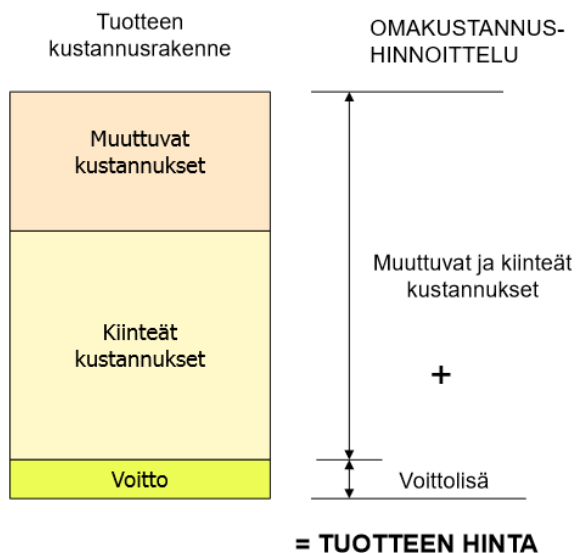 Tuotteen
kustannusrakenne
OMAKUSTANNUS-
HINNOITTELU
Muuttuvat
kustannukset
Muuttuvat ja kiinteät
kustannukset
Kiinteät
kustannukset
+
Voitto
Voittolisä
= TUOTTEEN HINTA